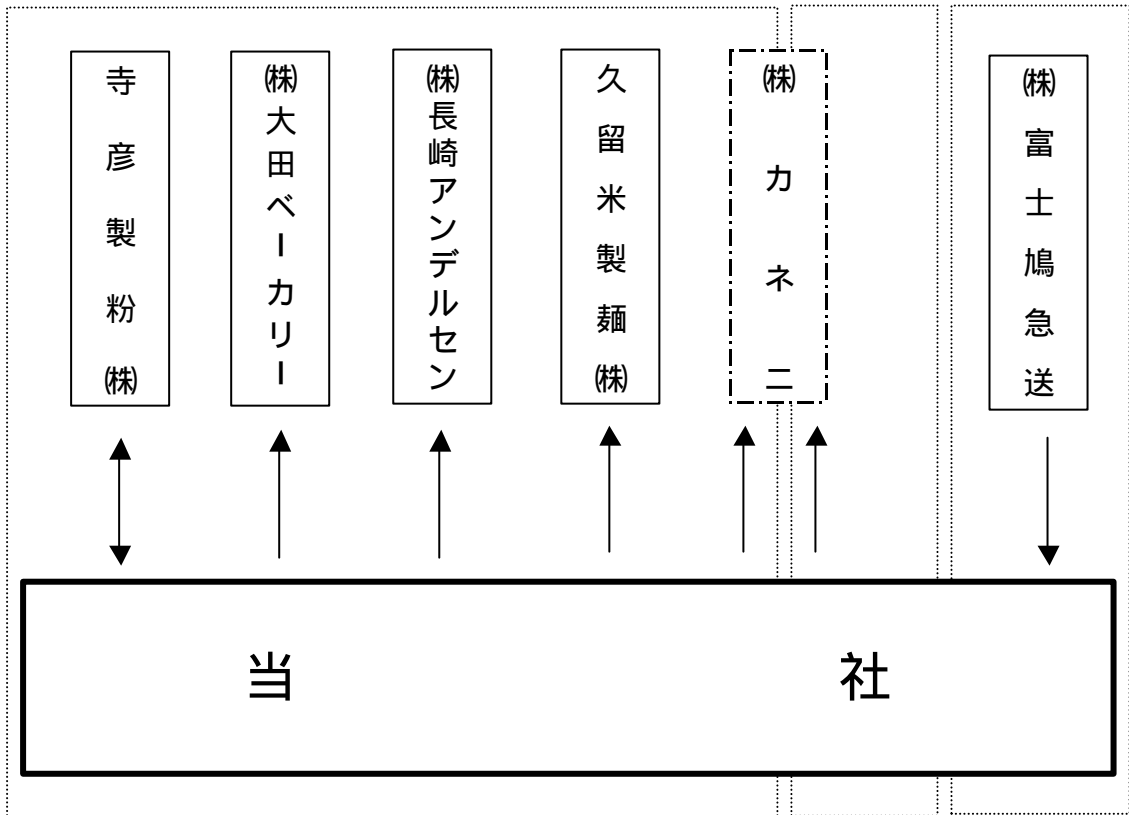 寺彦製粉㈱
㈱大田ベーカリー
㈱長崎アンデルセン
久留米製麺㈱
㈱カネニ
㈱富士鳩急送
当社